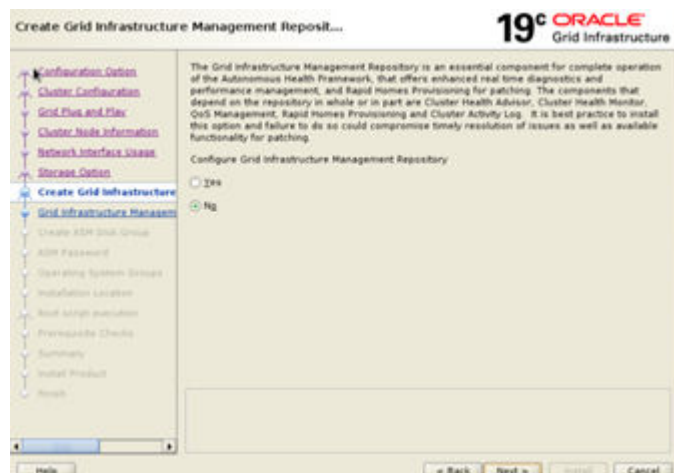 Create Grid Infrastructure Management Reposit...
19c ORACLE
Grid Infrastructure
Configuration Option
Cluster Configuration
Grid Plug and Play
Cluster Node Information
Network Interface Usage
Storage Option
Create Grid Infrastructure
Grid Infrastructure Managem
Create ASM Disk Group
ASM Password
Operating System Groups
Installation Location
Root script execution
Prerequisite Checks
Summary
Install Product
Finish
The Grid Infrastructure Management Repository is an essential component for complete operation
of the Autonomous Health Framework, that offers enhanced real time diagnostics and
performance management, and Rapid Homes Provisioning for patching. The components that
depend on the repository in whole or in part are Cluster Health Advisor, Cluster Health Monitor,
QoS Management, Rapid Homes Provisioning and Cluster Activity Log. It is best practice to install
this option and failure to do so could compromise timely resolution of issues as well as available
functionality for patching.
Configure Grid Infrastructure Management Repository
Yes
No
Help
< Back
Next >
Install
Cancel